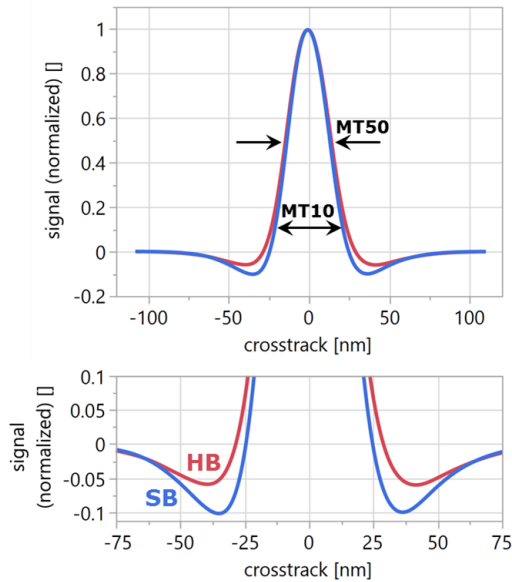 1
0.8
0.6
0.4
0.2
0
-0.2
signal (normalized) []
MT50
MT10
-100 -50 0 50 100
crosstrack [nm]
0.1
0.05
0
-0.05
-0.1
signal
(normalized) []
HB
SB
-75 -50 -25 0 25 50 75
crosstrack [nm]